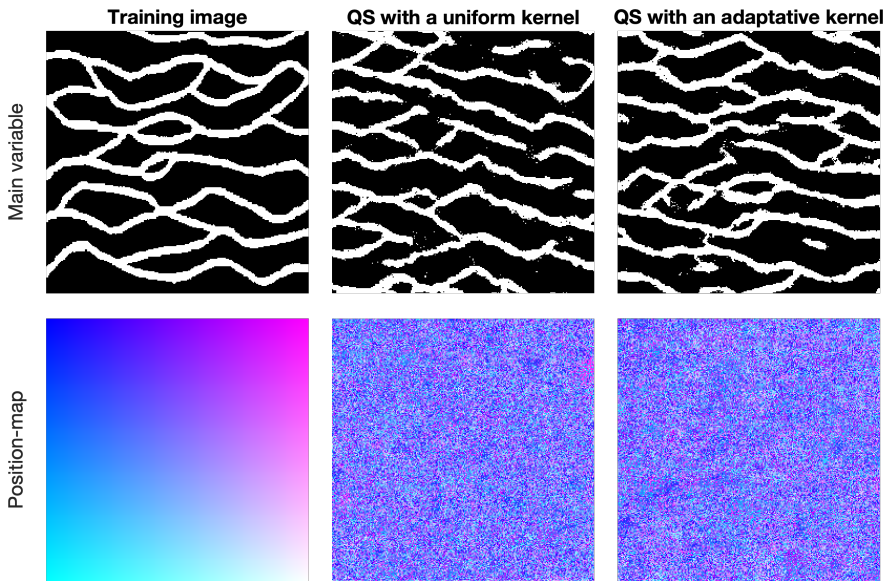 Training image
QS with a uniform kernel
QS with an adaptative kernel
Main variable
Position-map